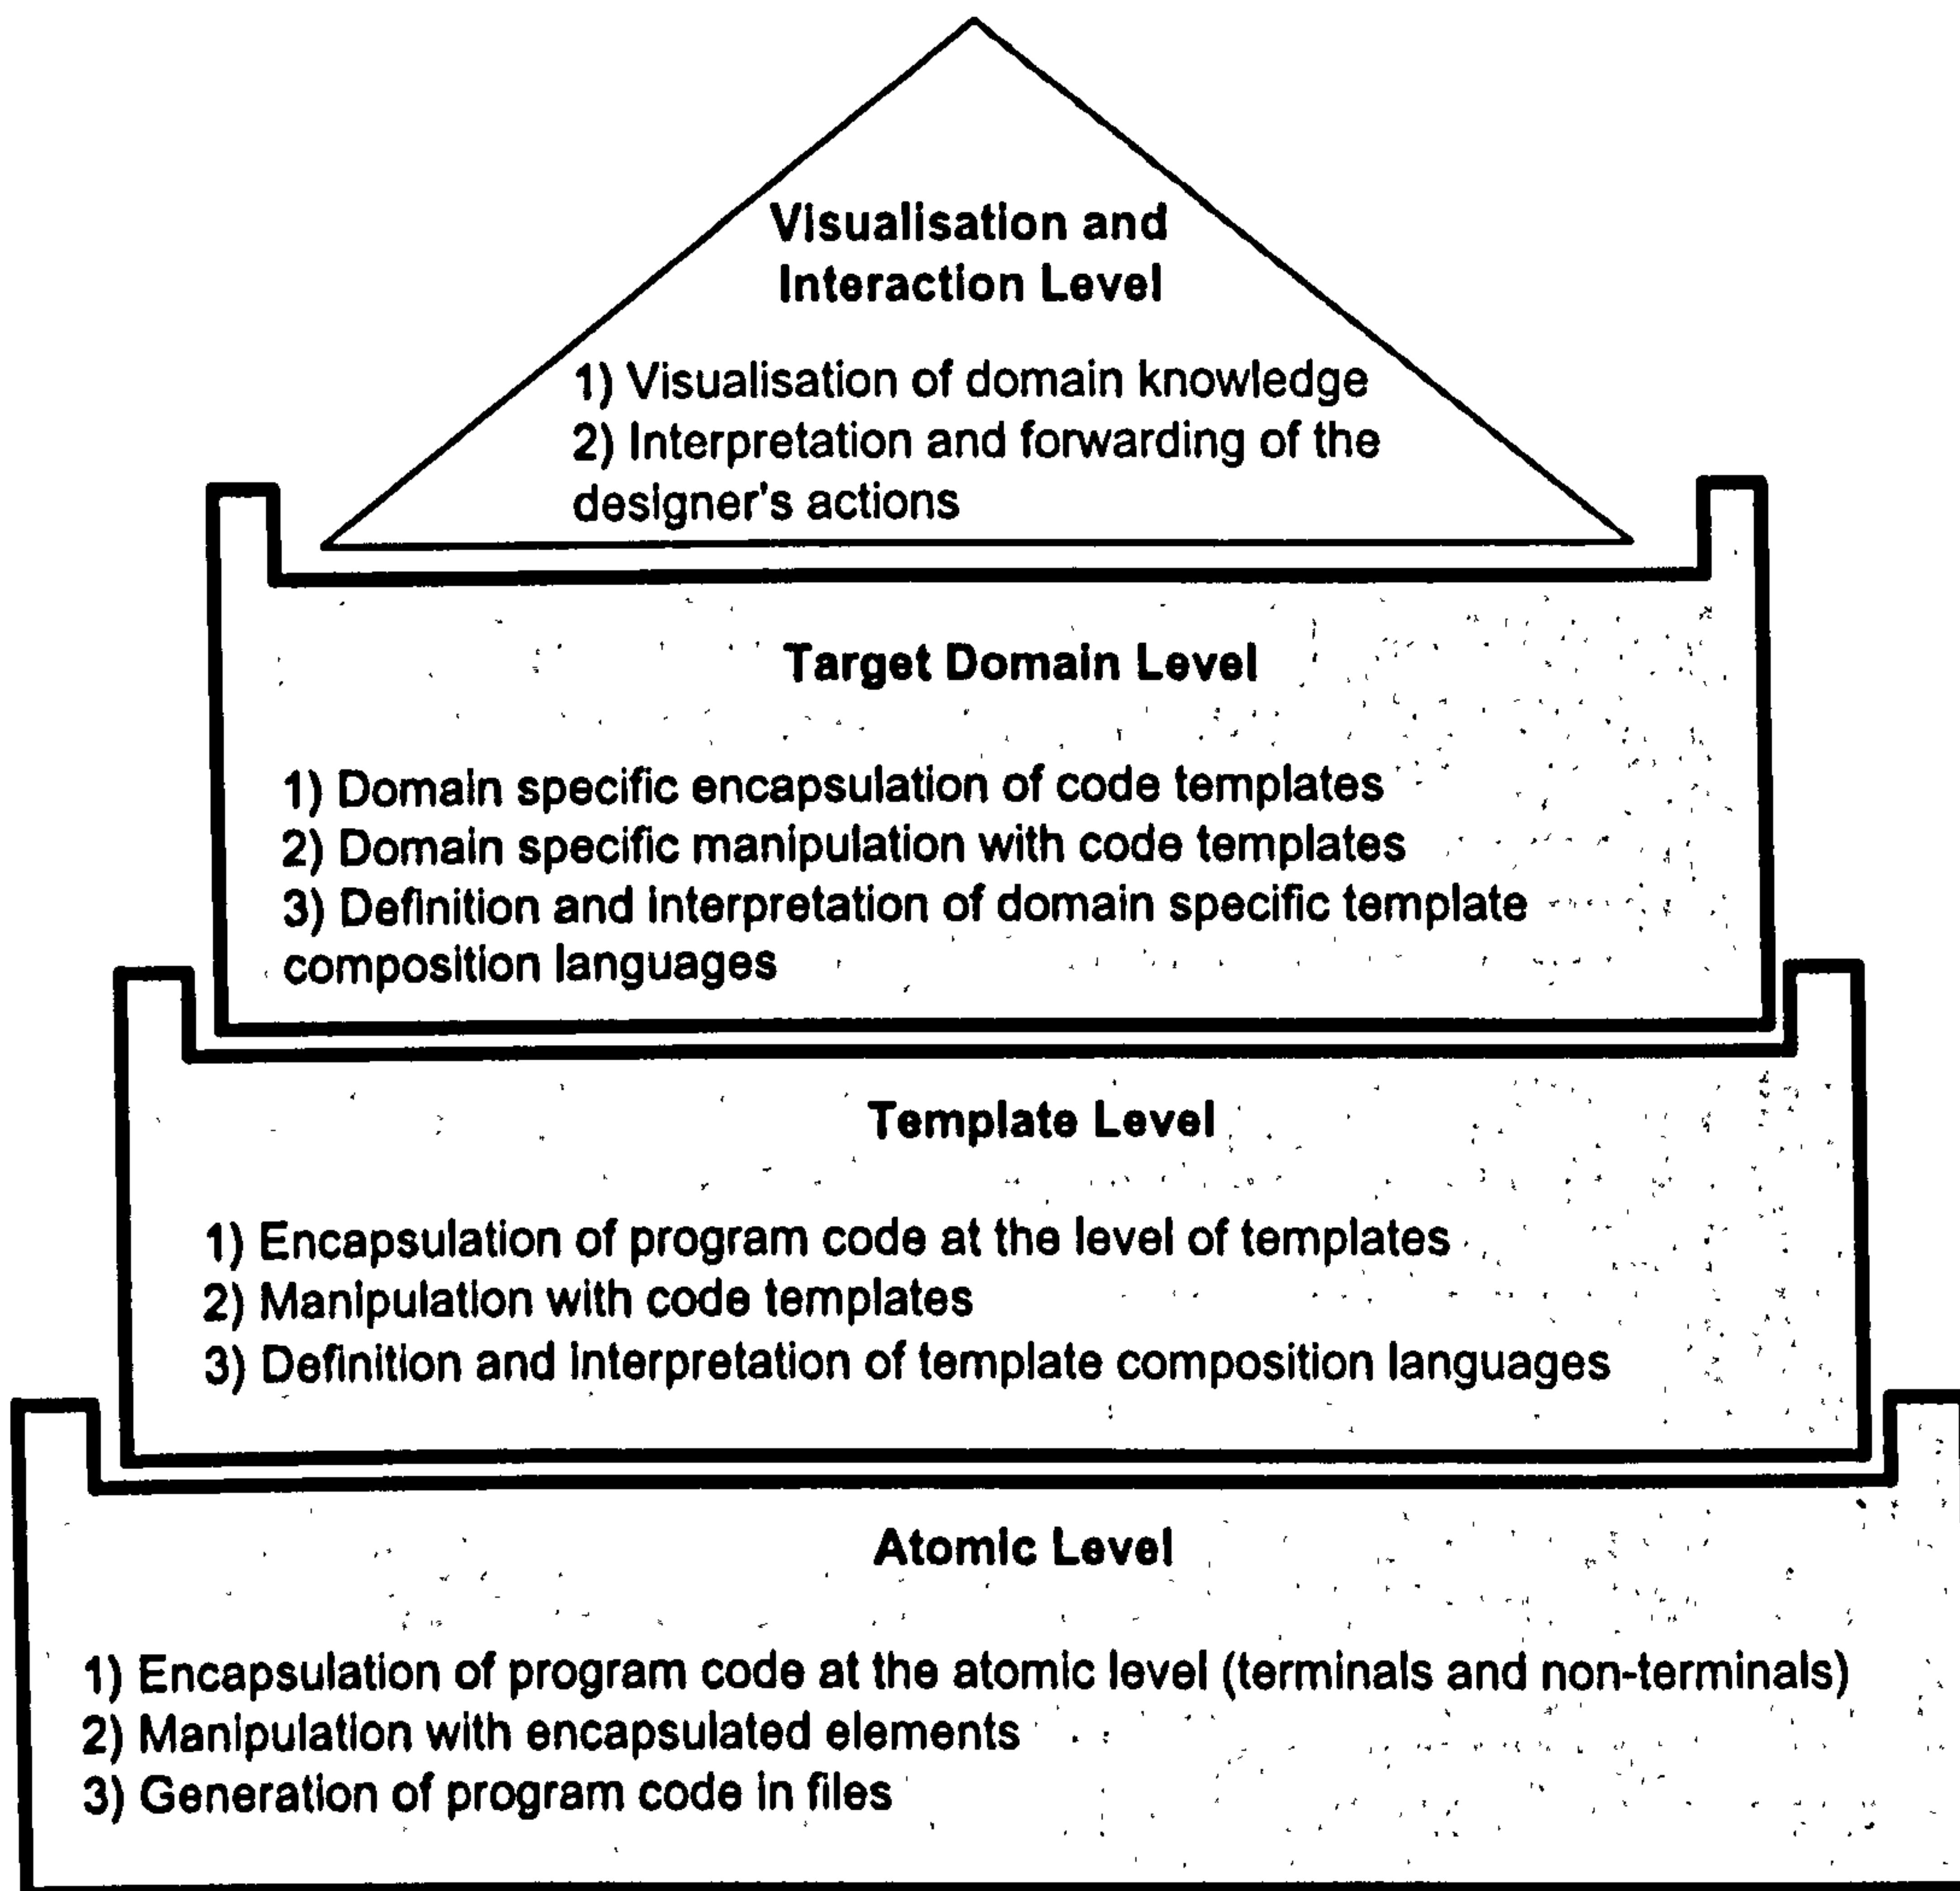 Visualisation and
Interaction Level
1) Visualisation of domain knowledge
2) Interpretation and forwarding of the
designer's actions
Target Domain Level
1) Domain specific encapsulation of code templates
2) Domain specific manipulation with code templates
3) Definition and interpretation of domain specific template
composition languages
Template Level
1) Encapsulation of program code at the level of templates
2) Manipulation with code templates
3) Definition and interpretation of template composition languages
Atomic Level
1) Encapsulation of program code at the atomic level (terminals and non-terminals)
2) Manipulation with encapsulated elements
3) Generation of program code in files